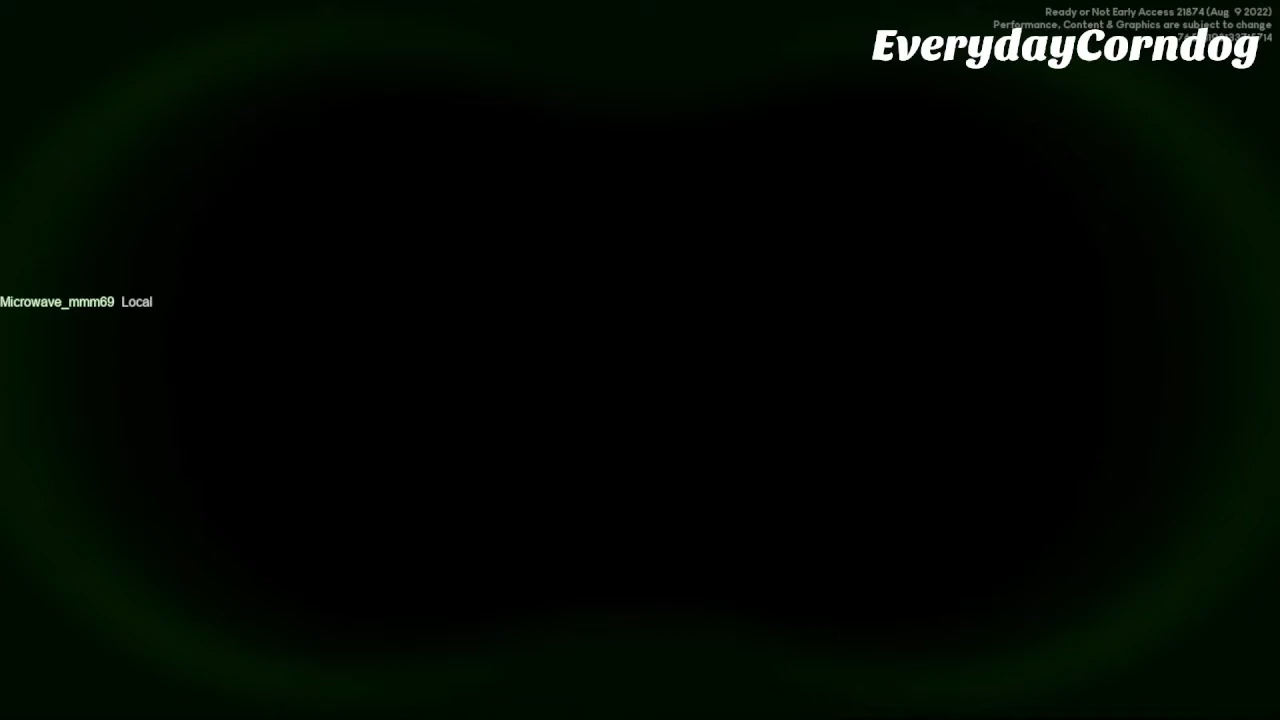 Ready or Not Early Access 21874 (Aug 9 2022)
Performance, Content & Graphics are subject to change
EverydayCorndog
Microwave_mmm69 Local